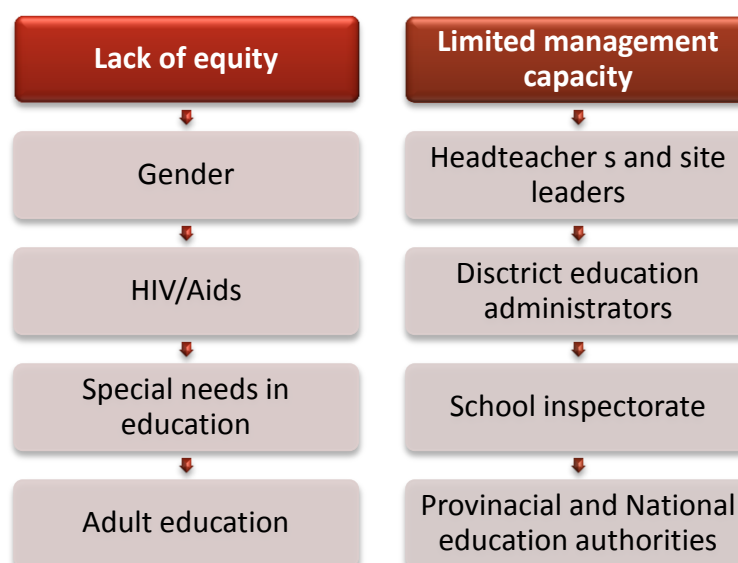 Lack of equity
Gender
HIV/Aids
Special needs in
education
Adult education
Limited management
capacity
Headteacher s and site
leaders
Disctrict education
administrators
School inspectorate
Provinacial and National
education authorities